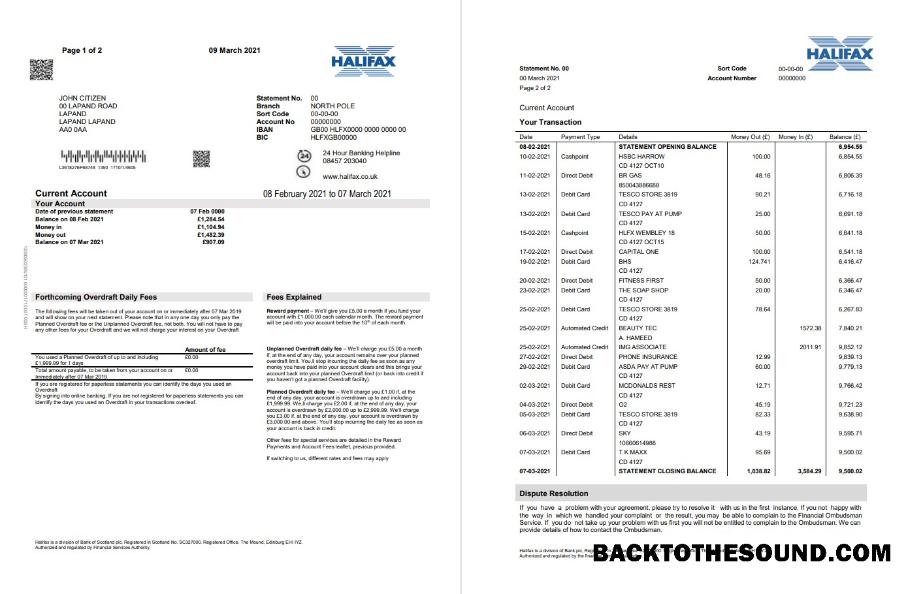 Page 1 of 2
09 March 2021
HALIFAX
JOHN CITIZEN
00 LAPAND ROAD
LAPAND
LAPAND LAPAND
AA0 0AA
Statement No. 00
Branch NORTH POLE
Sort Code 00-00-00
Account No 00000000
IBAN GB00 HLFX0000 0000 0000 00
BIC HLFXGB00000
24 Hour Banking Helpline
08457 203040
www.halifax.co.uk
Current Account
08 February 2021 to 07 March 2021
Your Account
Date of previous statement 07 Feb 0000
Balance on 08 Feb 2021 £1,284.54
Money in £1,104.94
Money out £1,482.39
Balance on 07 Mar 2021 £907.09
Forthcoming Overdraft Daily Fees
The following fees will be taken out of your account on or immediately after 07 Mar 2019
and will show on your next statement. Please note that in any one day you only pay the
Planned Overdraft fee or the Unplanned Overdraft fee, not both. You will not have to pay
any other fees for your Overdraft and we will not charge your interest on your Overdraft
Amount of fee
You used a Planned Overdraft of up to and including £0.00
£1,999.99 for 1 days
Total amount payable, to be taken from your account on or £0.00
immediately after 07 Mar 2019
If you are registered for paperless statements you can identify the days you used an
Overdraft
By signing into online banking. If you are not registered for paperless statements you can
identify the days you used an Overdraft in your transactions overleaf.
Fees Explained
Reward payment – We'll give you £5.00 a month if you fund your
account with £1,000.00 each calendar month. The reward payment
will be paid into your account before the 10th of each month.
Unplanned Overdraft daily fee – We'll charge you £5.00 a month
if, at the end of any day, your account remains over your planned
overdraft limit. You'll stop incurring the daily fee as soon as any
money you have paid into your account clears and this brings your
account back into your planned overdraft limit (or back into credit if
you haven't got a planned Overdraft facility).
Planned Overdraft daily fee – We'll charge you £1.00 if, at the
end of any day, your account is overdrawn by up to and including
£1,999.99. We'll charge you £2.00 if, at the end of any day, your
account is overdrawn by £2,000.00 up to £2,999.99. We'll charge
you £3.00 if, at the end of any day, your account is overdrawn by
£3,000.00 and above. You'll stop incurring the daily fee as soon as
your account is back in credit.
Other fees for special services are detailed in the Reward
Payments and Account Fees leaflet, previous provided.
If switching to us, different rates and fees may apply
Halifax is a division of Bank of Scotland plc, Registered in Scotland No. SC327000. Registered Office. The Mound. Edinburg EHI IYZ.
Authorized and regulated by Financial Services Authority.
HALIFAX
Statement No. 00
Sort Code 00-00-00
00 March 2021
Account Number 00000000
Page 2 of 2
Current Account
Your Transaction
Date Payment Type Details Money Out (£) Money In (£) Balance (£)
08-02-2021 STATEMENT OPENING BALANCE 6,954.55
10-02-2021 Cashpoint HSBC HARROW 100.00 6,854.55
CD 4127 OCT10
11-02-2021 Direct Debit BR GAS 48.16 6,806.39
850043886688
13-02-2021 Debit Card TESCO STORE 3819 90.21 6,716.18
CD 4127
13-02-2021 Debit Card TESCO PAY AT PUMP 25.00 6,691.18
CD 4127
15-02-2021 Cashpoint HLFX WEMBLEY 18 50.00 6,641.18
CD 4127 OCT15
17-02-2021 Direct Debit CAPITAL ONE 100.00 6,541.18
19-02-2021 Debit Card BHS 124.741 6,416.47
CD 4127
20-02-2021 Direct Debit FITNESS FIRST 50.00 6,366.47
23-02-2021 Debit Card THE SOAP SHOP 20.00 6,346.47
CD 4127
25-02-2021 Debit Card TESCO STORE 3819 78.64 6,267.83
CD 4127
25-02-2021 Automated Credit BEAUTY TEC 1572.38 7,840.21
A. HAMEED
25-02-2021 Automated Credit IMG ASSOCIATE 2011.91 9,852.12
27-02-2021 Direct Debit PHONE INSURANCE 12.99 9,839.13
29-02-2021 Debit Card ASDA PAY AT PUMP 60.00 9,779.13
CD 4127
02-03-2021 Debit Card MCDONALDS REST 12.71 9,766.42
CD 4127
04-03-2021 Direct Debit O2 45.19 9,721.23
05-03-2021 Debit Card TESCO STORE 3819 82.33 9,638.90
CD 4127
06-03-2021 Direct Debit SKY 43.19 9,595.71
10660614986
07-03-2021 Debit Card T K MAXX 95.69 9,500.02
CD 4127
07-03-2021 STATEMENT CLOSING BALANCE 1,038.82 3,584.29 9,500.02
Dispute Resolution
If you have a problem with your agreement, please try to resolve it with us in the first instance. If you not happy with
the way in which we handled your complaint or the result, you may be able to complain to the Financial Ombudsman
Service. If you do not take up your problem with us first you will not be entitled to complain to the Ombudsman. We can
provide details of how to contact the Ombudsman.
Halifax is a division of Bank
Authorised and regulated by the
BACKTOTHESOUND.COM